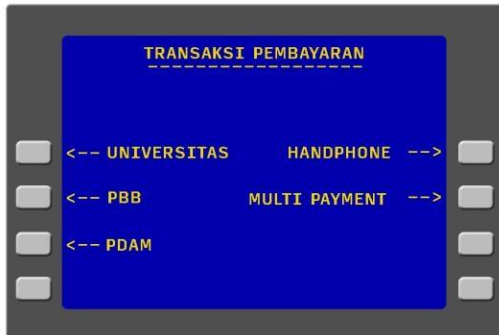 TRANSAKSI PEMBAYARAN
------------------
<-- UNIVERSITAS HANDPHONE -->
<-- PBB MULTI PAYMENT -->
<-- PDAM